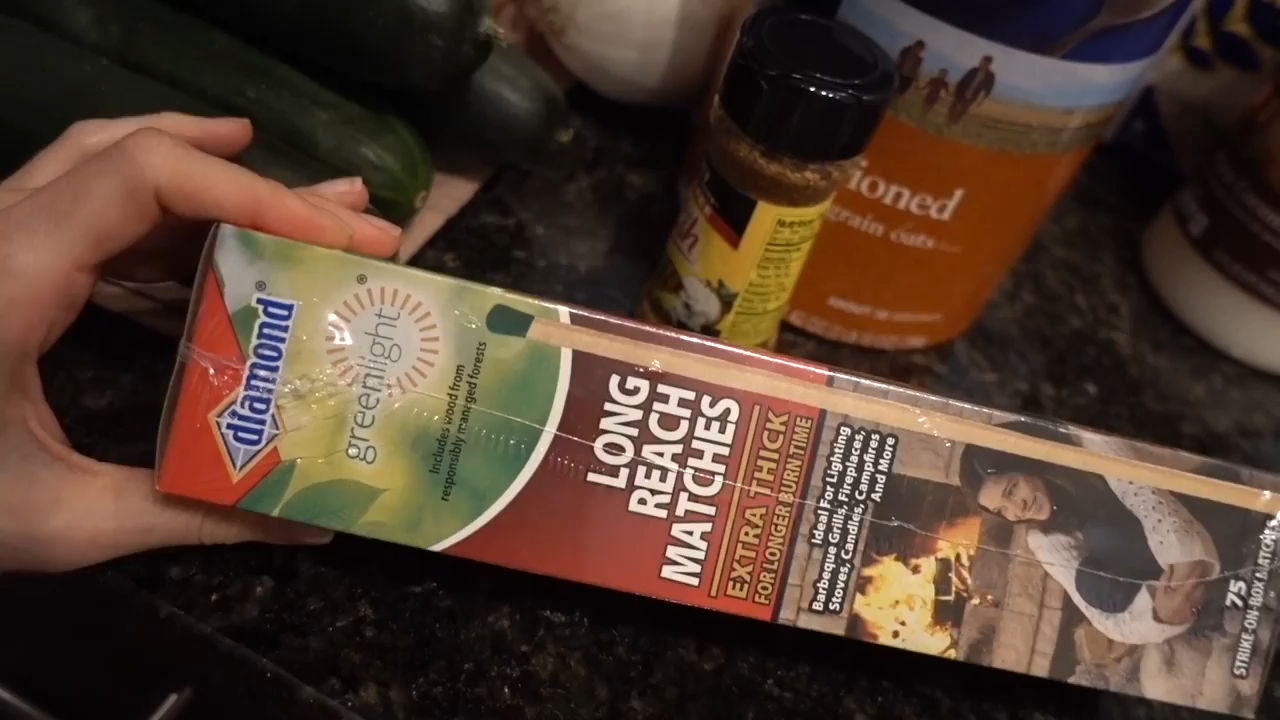 diamond®
greenlight®
Includes wood from
responsibly managed forests
LONG
REACH
MATCHES
EXTRA THICK
FOR LONGER BURN TIME
Ideal For Lighting
Barbeque Grills, Fireplaces,
Stoves, Candles, Campfires
And More
75
STRIKE-ON-BOX MATCHES
ioned
grain oats